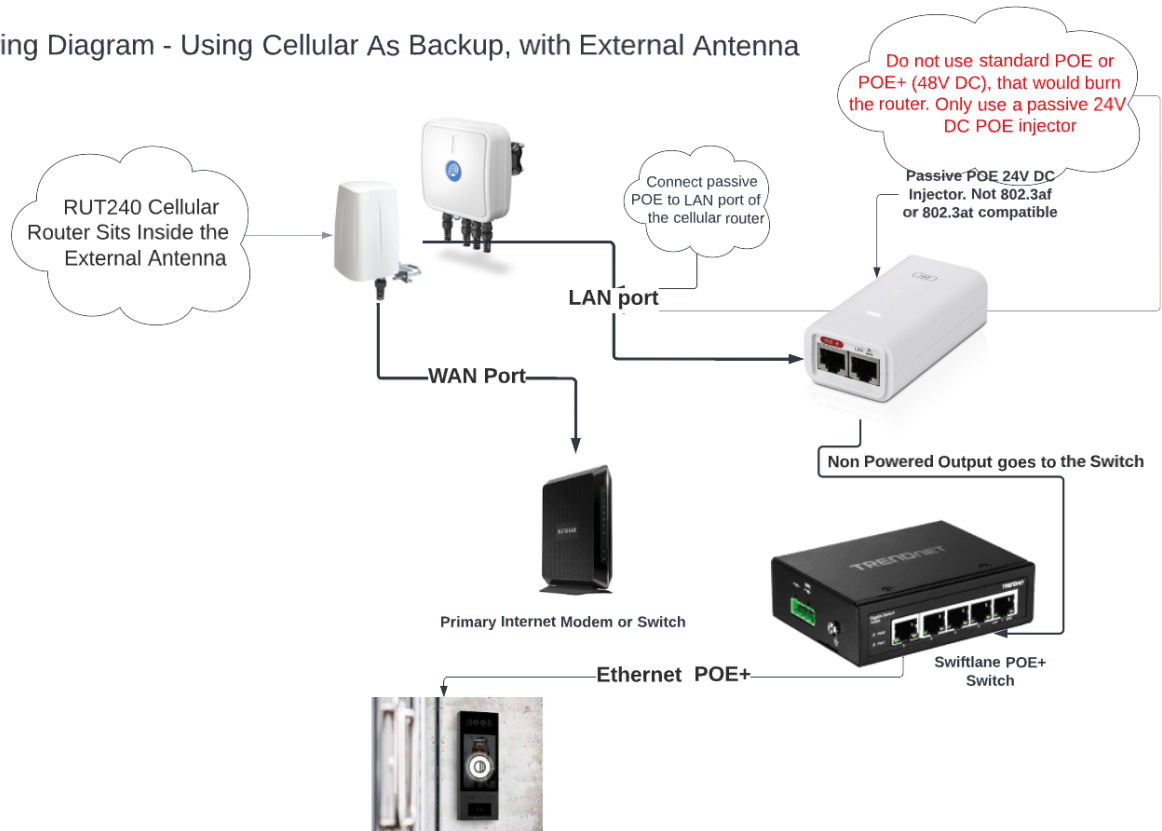 ing Diagram - Using Cellular As Backup, with External Antenna
Do not use standard POE or
POE+ (48V DC), that would burn
the router. Only use a passive 24V
DC POE injector
Connect passive
POE to LAN port of
the cellular router
Passive POE 24V DC
Injector. Not 802.3af
or 802.3at compatible
RUT240 Cellular
Router Sits Inside the
External Antenna
LAN port
WAN Port
Non Powered Output goes to the Switch
NETGEAR
TRENDNET
TRENDNET
Primary Internet Modem or Switch
Swiftlane POE+
Switch
Ethernet POE+